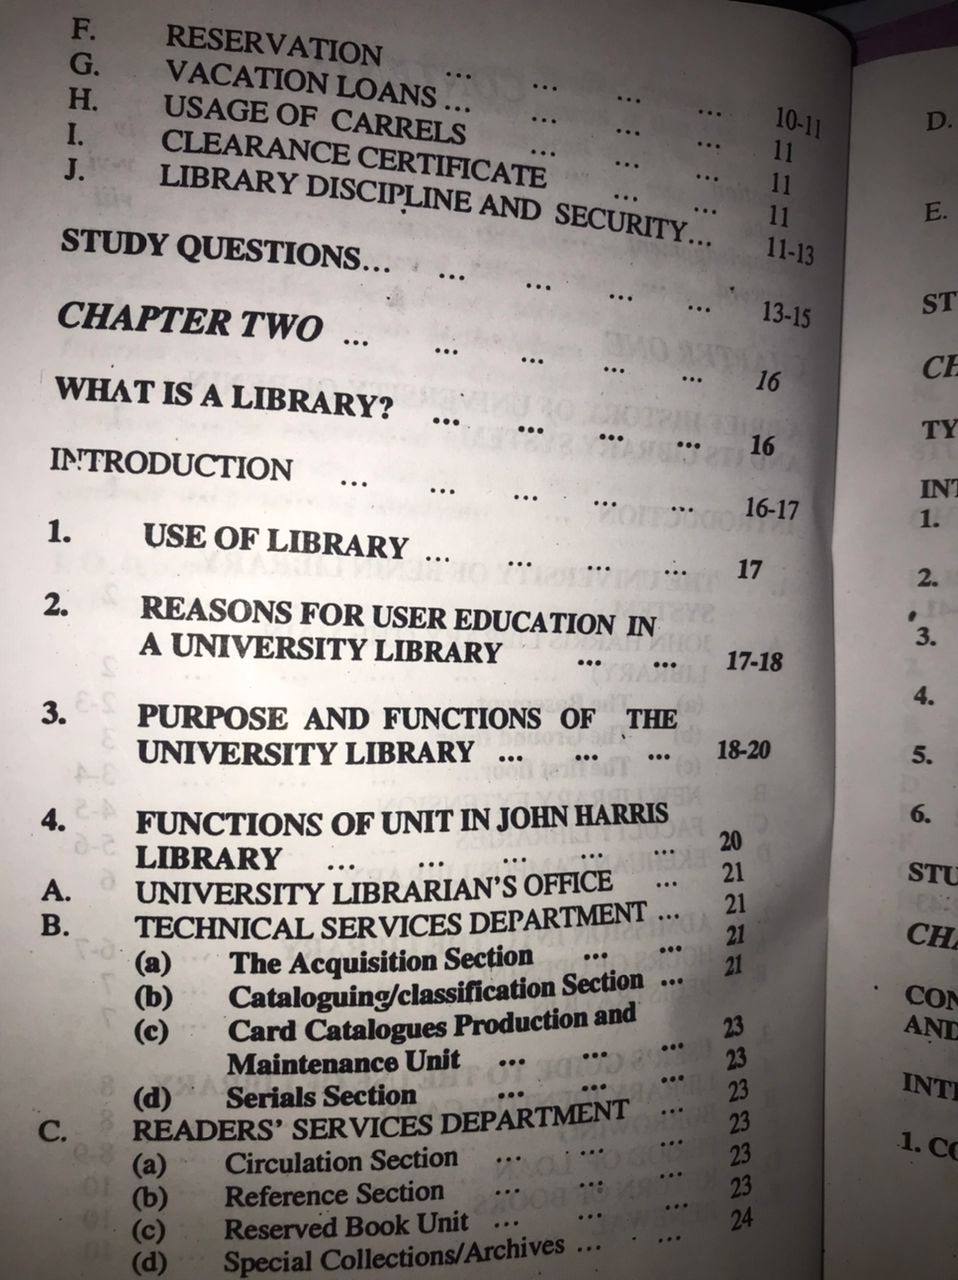 F. RESERVATION ... ... ... ... 10-11
G. VACATION LOANS ... ... ... ... 11
H. USAGE OF CARRELS ... ... ... 11
I. CLEARANCE CERTIFICATE ... ... 11
J. LIBRARY DISCIPLINE AND SECURITY... 11-13
STUDY QUESTIONS... ... ... ... ... 13-15
CHAPTER TWO ... ... ... ... ... 16
WHAT IS A LIBRARY? ... ... ... ... 16
INTRODUCTION ... ... ... ... ... 16-17
1. USE OF LIBRARY ... ... ... ... 17
2. REASONS FOR USER EDUCATION IN
A UNIVERSITY LIBRARY ... ... 17-18
3. PURPOSE AND FUNCTIONS OF THE
UNIVERSITY LIBRARY ... ... ... 18-20
4. FUNCTIONS OF UNIT IN JOHN HARRIS
LIBRARY ... ... ... ... ... 20
A. UNIVERSITY LIBRARIAN'S OFFICE ... 21
B. TECHNICAL SERVICES DEPARTMENT ... 21
(a) The Acquisition Section ... ... 21
(b) Cataloguing/classification Section ... 21
(c) Card Catalogues Production and
Maintenance Unit ... ... ... 23
(d) Serials Section ... ... ... 23
C. READERS' SERVICES DEPARTMENT ... 23
(a) Circulation Section ... ... ... 23
(b) Reference Section ... ... ... 23
(c) Reserved Book Unit ... ... ... 23
(d) Special Collections/Archives ... ... 24
D.
E.
ST
CH
TY
INT
1.
2.
3.
4.
5.
6.
STU
CHA
CON
AND
INT
1. CO